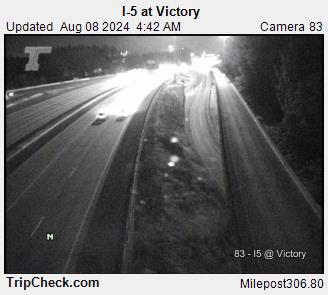 I-5 at Victory
Updated Aug 08 2024 4:42 AM Camera 83
T
N
83 - I5 @ Victory
TripCheck.com Milepost306.80